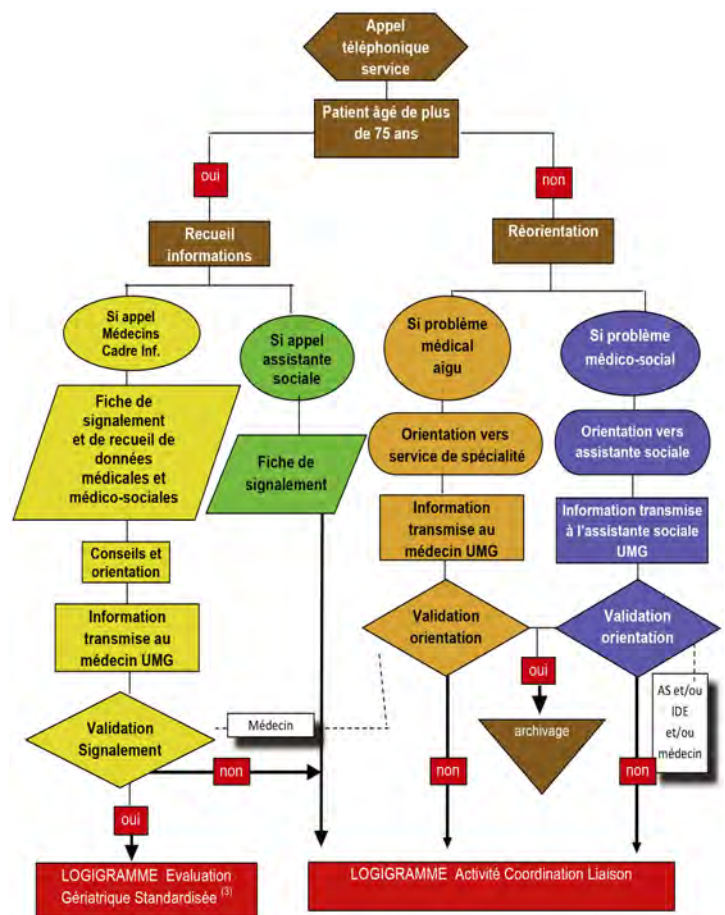 Appel
téléphonique
service
Patient âgé de plus
de 75 ans
oui
non
Recueil
informations
Réorientation
Si appel
Médecins
Cadre Inf.
Si appel
assistante
sociale
Si problème
médical
aigu
Si problème
médico-social
Fiche de
signalement
et de recueil de
données
médicales et
médico-sociales
Fiche de
signalement
Orientation vers
service de spécialité
Orientation vers
assistante sociale
Conseils et
orientation
Information
transmise au
médecin UMG
Information transmise
à l'assistante sociale
UMG
Information
transmise au
médecin UMG
Validation
orientation
Validation
orientation
oui
AS et/ou
IDE
et/ou
médecin
Médecin
archivage
Validation
Signalement
non
non
non
oui
LOGIGRAMME Evaluation
Gériatrique Standardisée (3)
LOGIGRAMME Activité Coordination Liaison